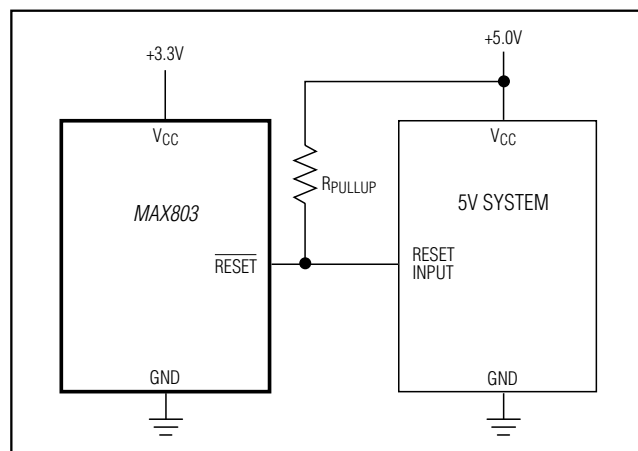 +3.3V
+5.0V
VCC
VCC
RPULLUP
MAX803
5V SYSTEM
RESET
RESET
INPUT
GND
GND